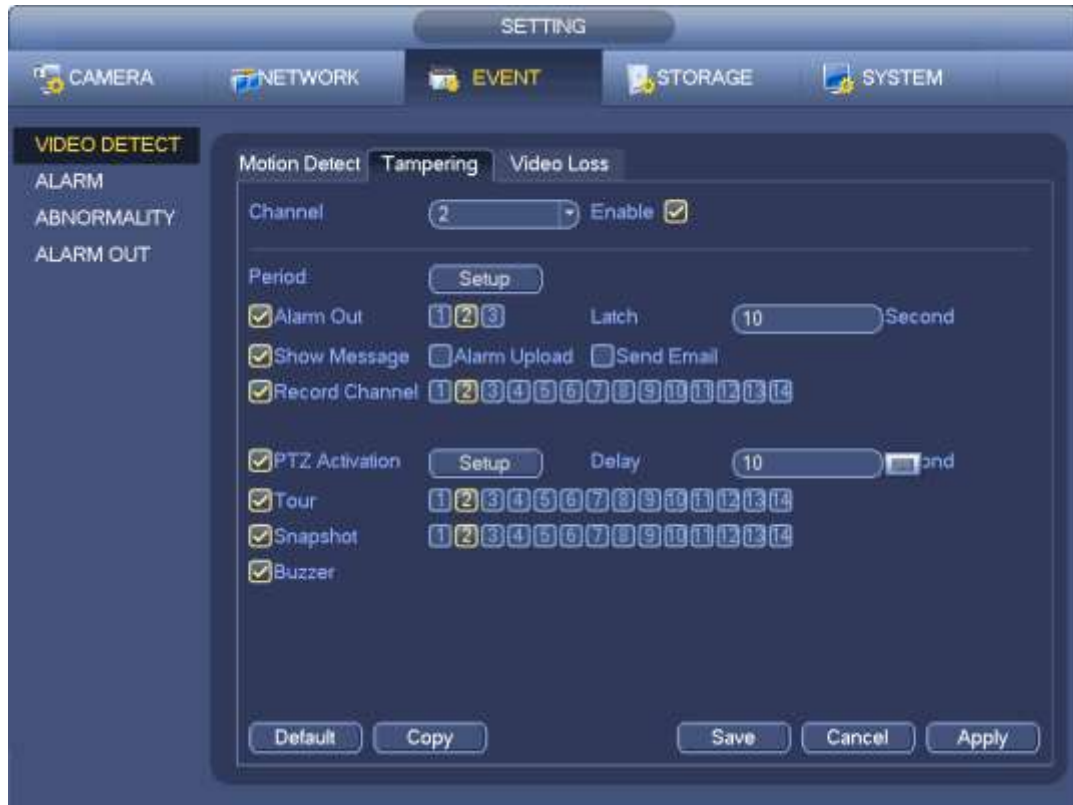 SETTING
CAMERA NETWORK EVENT STORAGE SYSTEM
VIDEO DETECT
ALARM
ABNORMALITY
ALARM OUT
Motion Detect Tampering Video Loss
Channel 2 Enable
Period Setup
Alarm Out 1 2 3 Latch 10 Second
Show Message Alarm Upload Send Email
Record Channel 1 2 3 4 5 6 7 8 9 10 11 12 13 14
PTZ Activation Setup Delay 10 ond
Tour 1 2 3 4 5 6 7 8 9 10 11 12 13 14
Snapshot 1 2 3 4 5 6 7 8 9 10 11 12 13 14
Buzzer
Default Copy Save Cancel Apply